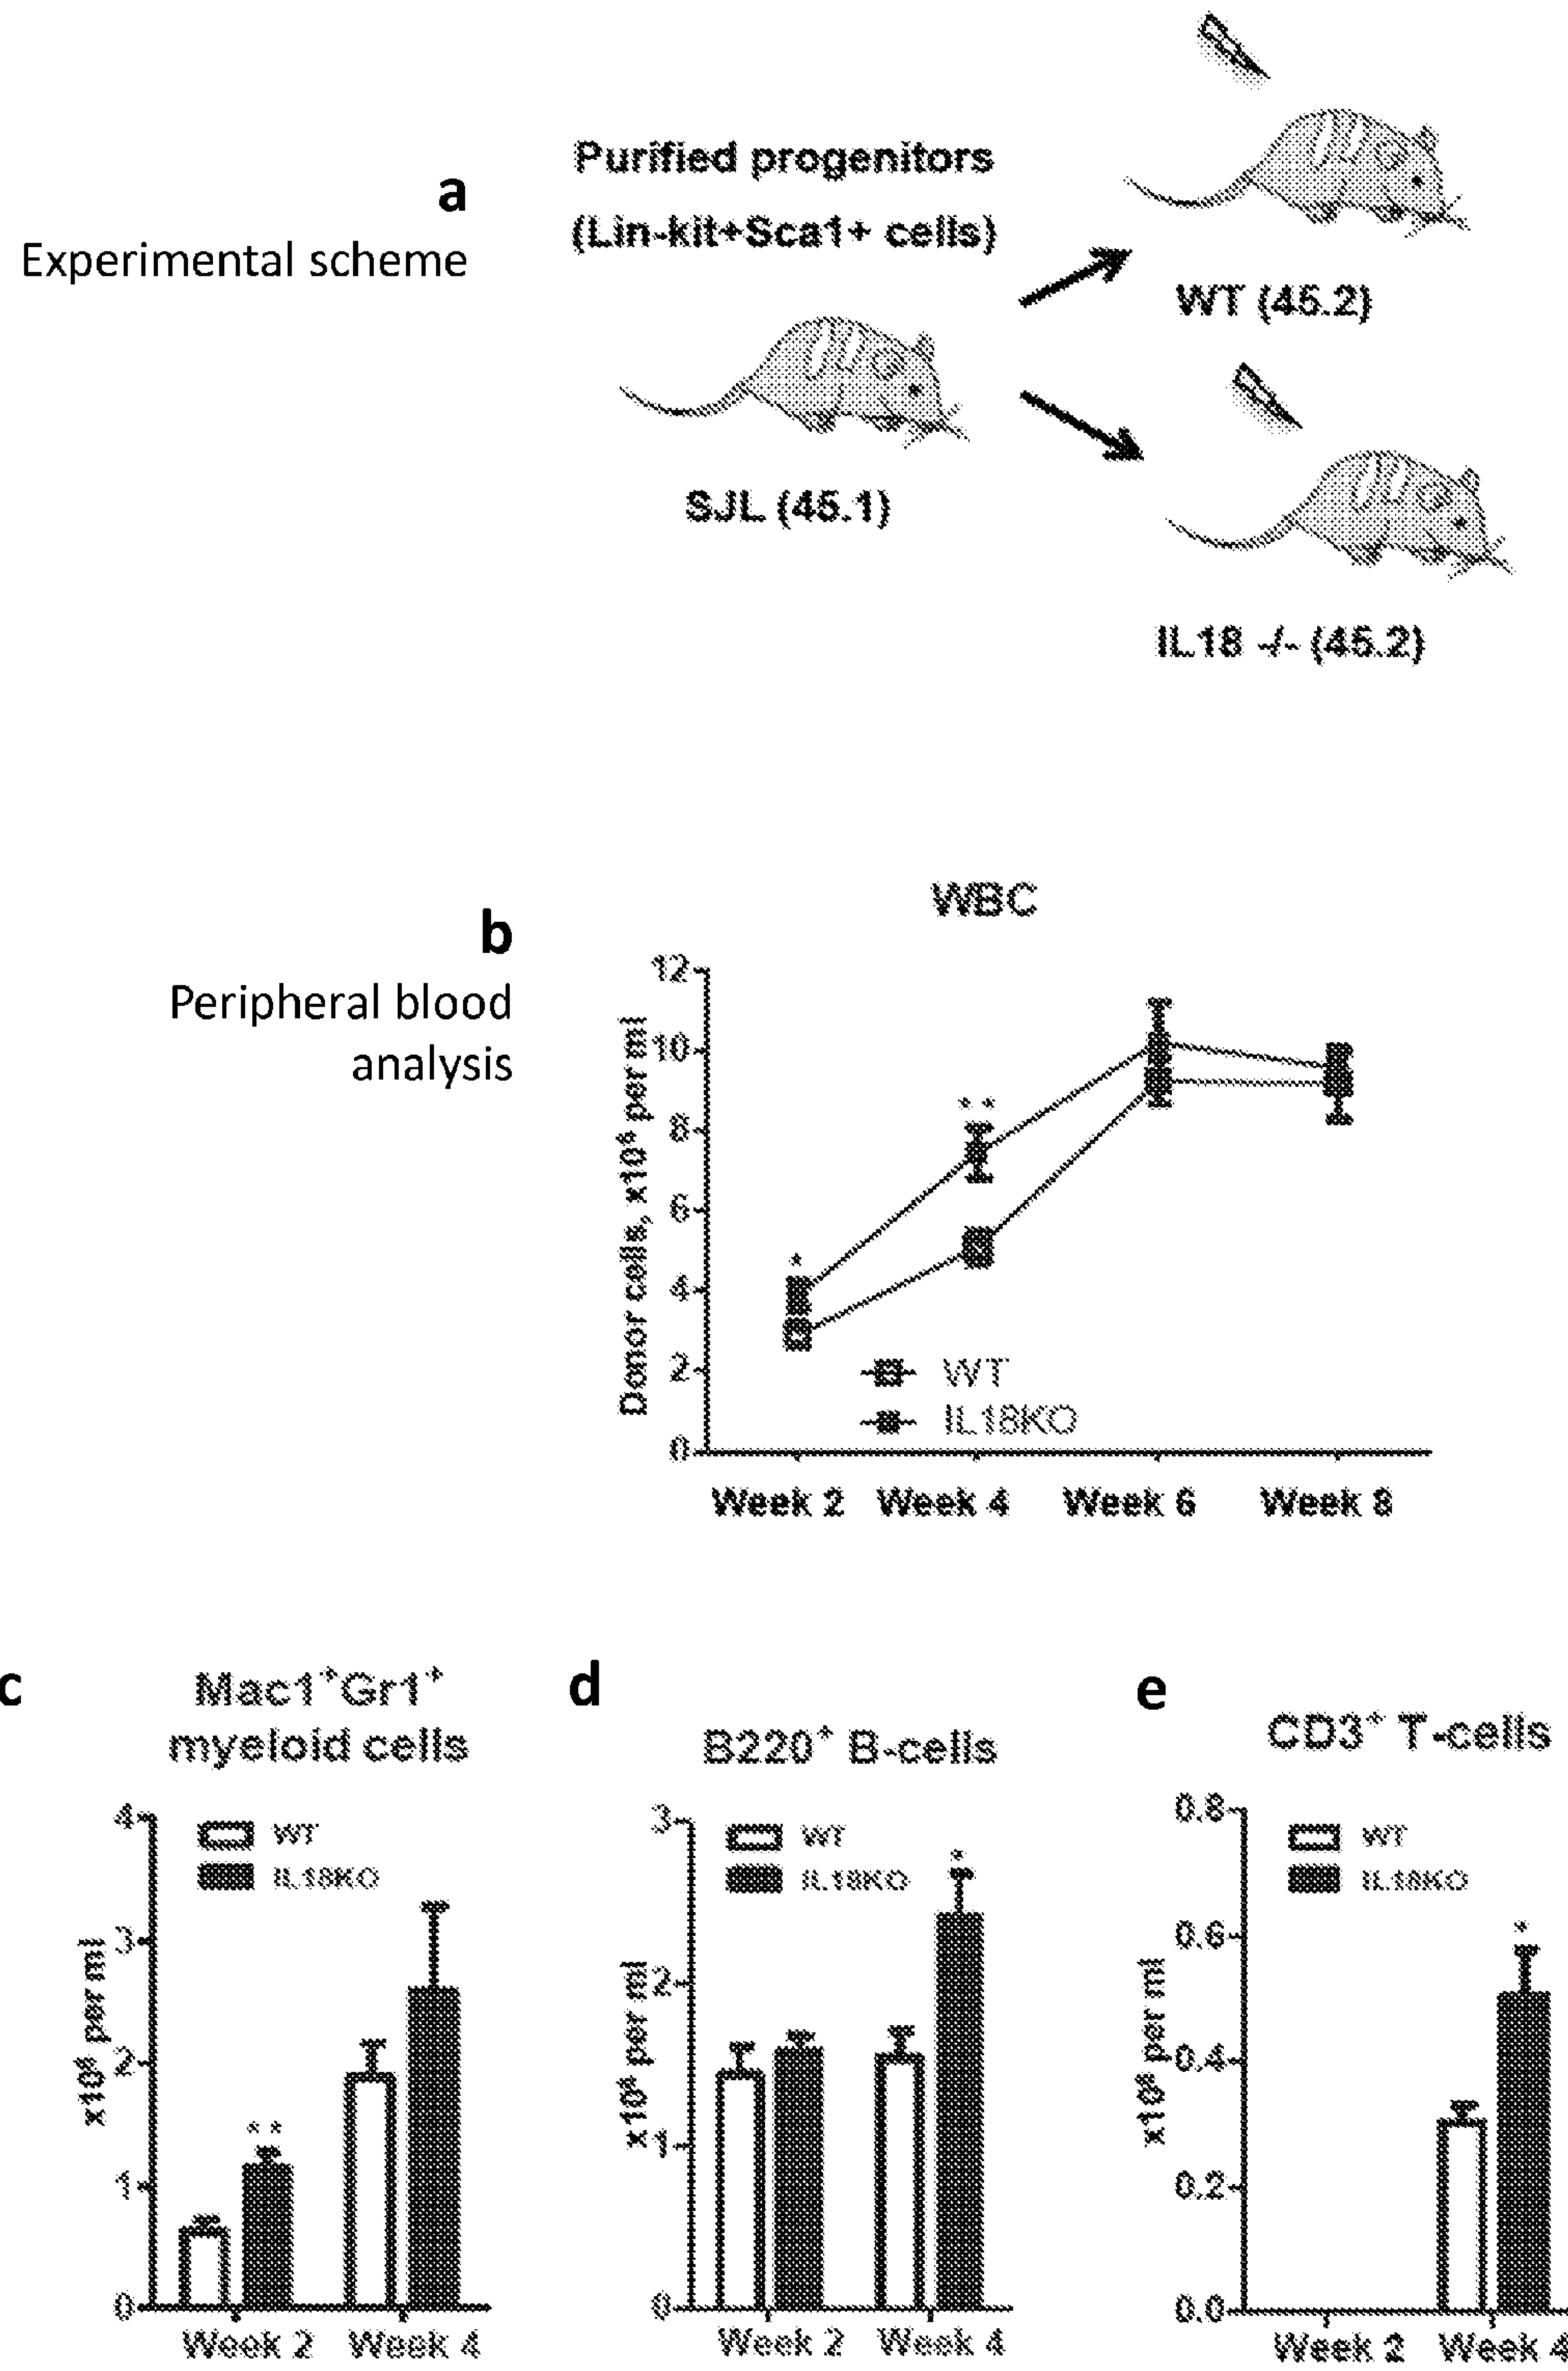 a
Experimental scheme
Purified progenitors
(Lin-kit+Sca1+ cells)
WT (45.2)
SJL (45.1)
IL18 -/- (45.2)
b
Peripheral blood
analysis
WBC
Donor cells, x10⁶ per ml
12
10
8
6
4
2
0
* *
*
WT
IL18KO
Week 2 Week 4 Week 6 Week 8
c
Mac1⁺Gr1⁺
myeloid cells
x10⁶ per ml
4
3
2
1
0
WT
IL18KO
* *
Week 2 Week 4
d
B220⁺ B-cells
x10⁶ per ml
3
2
1
0
WT
IL18KO
*
Week 2 Week 4
e
CD3⁺ T-cells
x10⁶ per ml
0.8
0.6
0.4
0.2
0.0
WT
IL18KO
*
Week 2 Week 4